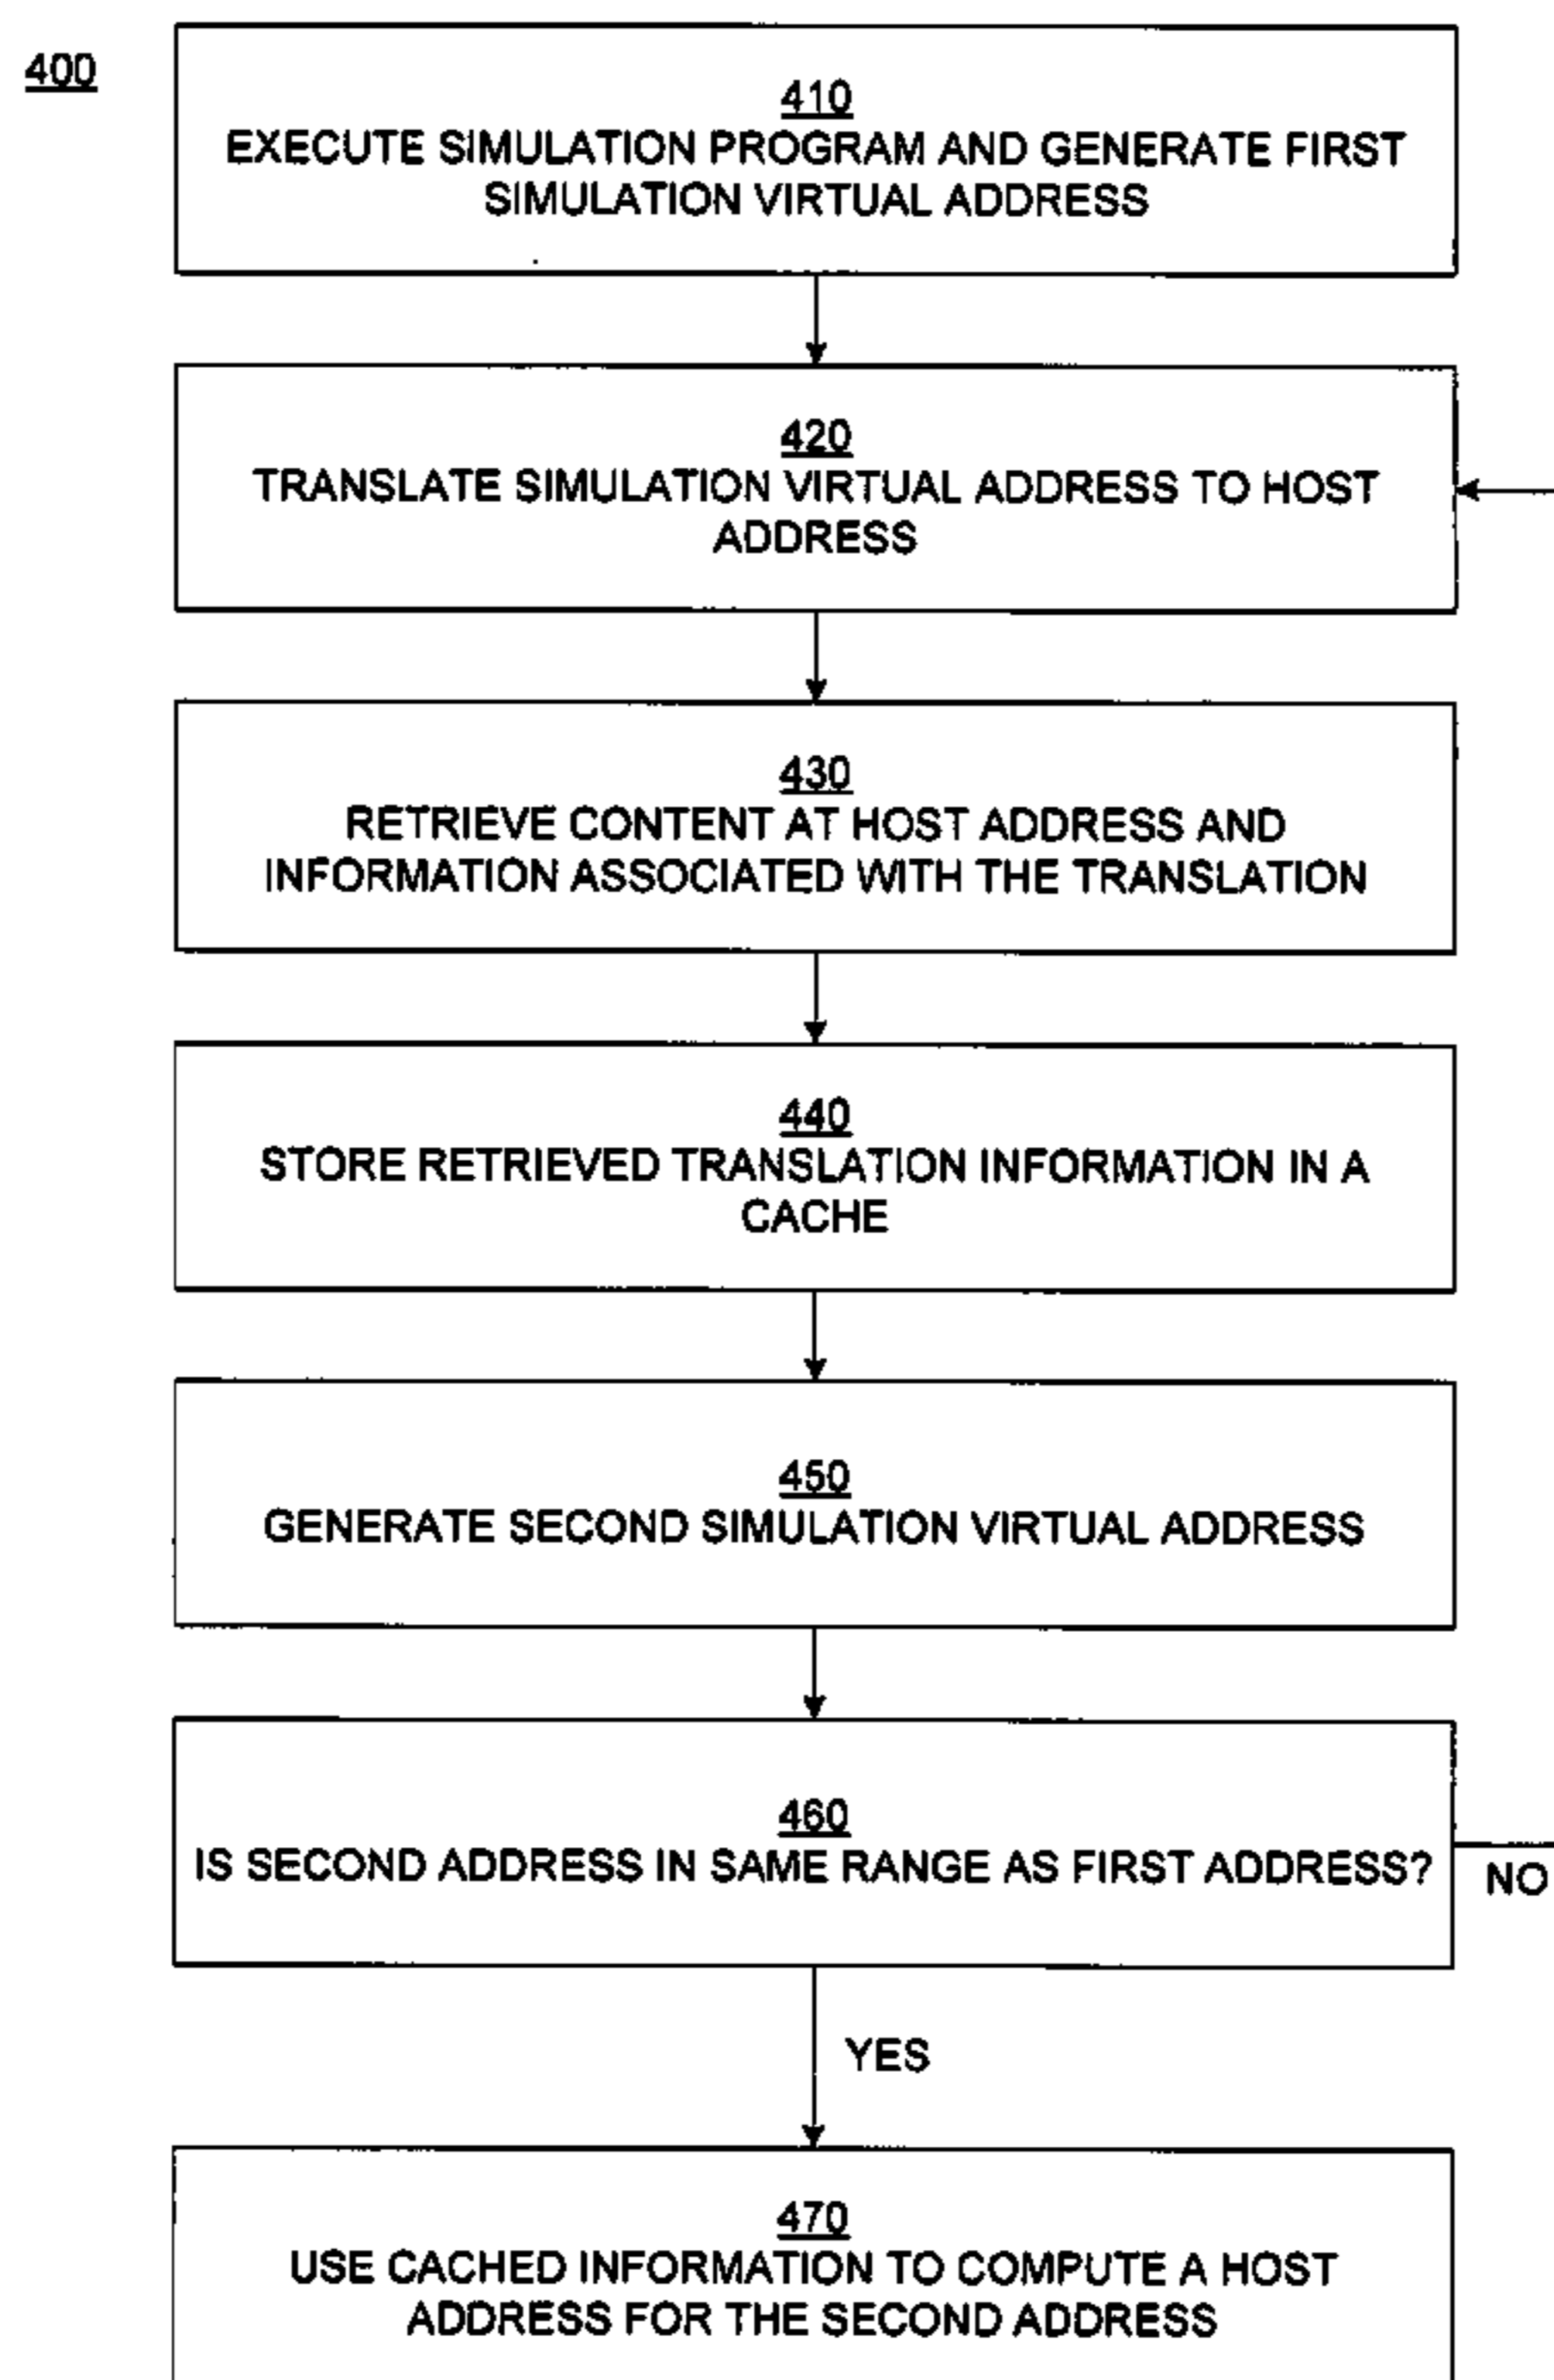 400
410
EXECUTE SIMULATION PROGRAM AND GENERATE FIRST
SIMULATION VIRTUAL ADDRESS
420
TRANSLATE SIMULATION VIRTUAL ADDRESS TO HOST
ADDRESS
430
RETRIEVE CONTENT AT HOST ADDRESS AND
INFORMATION ASSOCIATED WITH THE TRANSLATION
440
STORE RETRIEVED TRANSLATION INFORMATION IN A
CACHE
450
GENERATE SECOND SIMULATION VIRTUAL ADDRESS
460
IS SECOND ADDRESS IN SAME RANGE AS FIRST ADDRESS?
NO
YES
470
USE CACHED INFORMATION TO COMPUTE A HOST
ADDRESS FOR THE SECOND ADDRESS